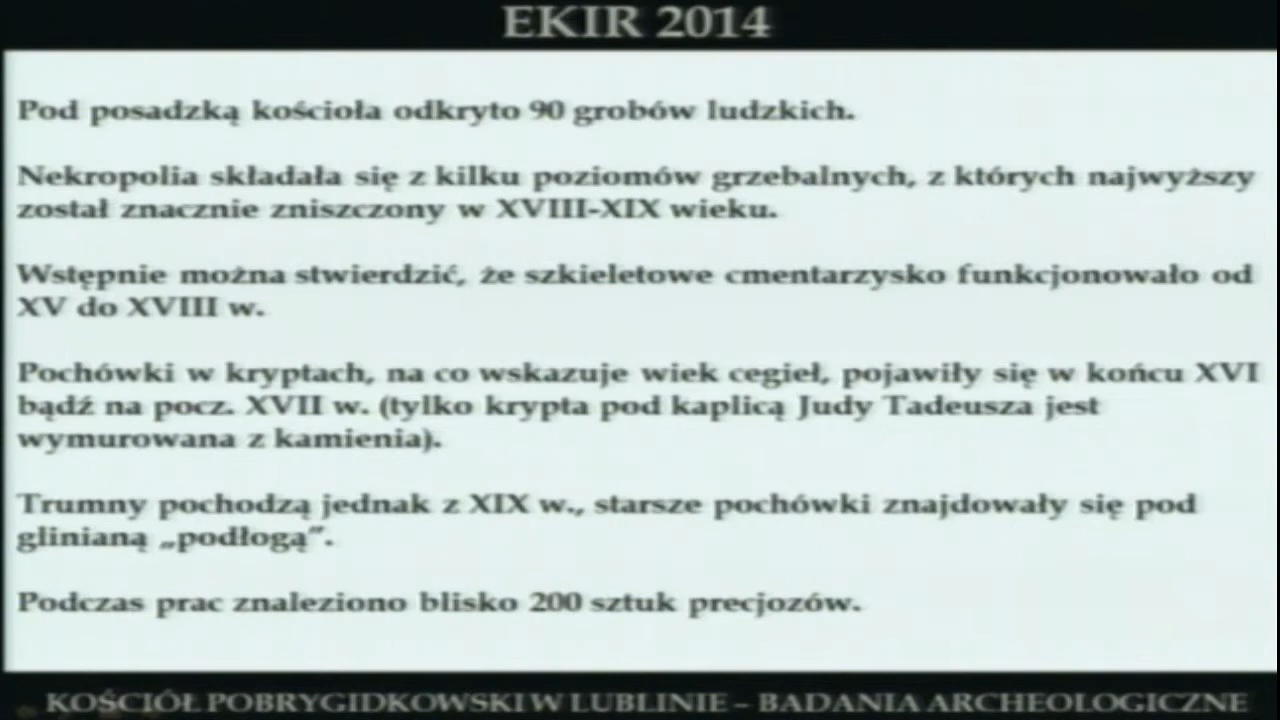 EKIR 2014
Pod posadzką kościoła odkryto 90 grobów ludzkich.
Nekropolia składała się z kilku poziomów grzebalnych, z których najwyższy
został znacznie zniszczony w XVIII-XIX wieku.
Wstępnie można stwierdzić, że szkieletowe cmentarzysko funkcjonowało od
XV do XVIII w.
Pochówki w kryptach, na co wskazuje wiek cegieł, pojawiły się w końcu XVI
bądź na pocz. XVII w. (tylko krypta pod kaplicą Judy Tadeusza jest
wymurowana z kamienia).
Trumny pochodzą jednak z XIX w., starsze pochówki znajdowały się pod
glinianą „podłogą”.
Podczas prac znaleziono blisko 200 sztuk precjozów.
KOŚCIÓŁ POBRYGIDKOWSKI W LUBLINIE – BADANIA ARCHEOLOGICZNE